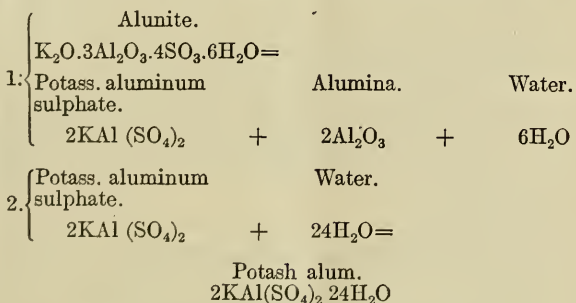 Alunite.
K₂O.3Al₂O₃.4SO₃.6H₂O=
1: Potass. aluminum Alumina. Water.
sulphate.
2KAl (SO₄)₂ + 2Al₂O₃ + 6H₂O
2. Potass. aluminum Water.
sulphate.
2KAl (SO₄)₂ + 24H₂O=
Potash alum.
2KAl(SO₄)₂ 24H₂O